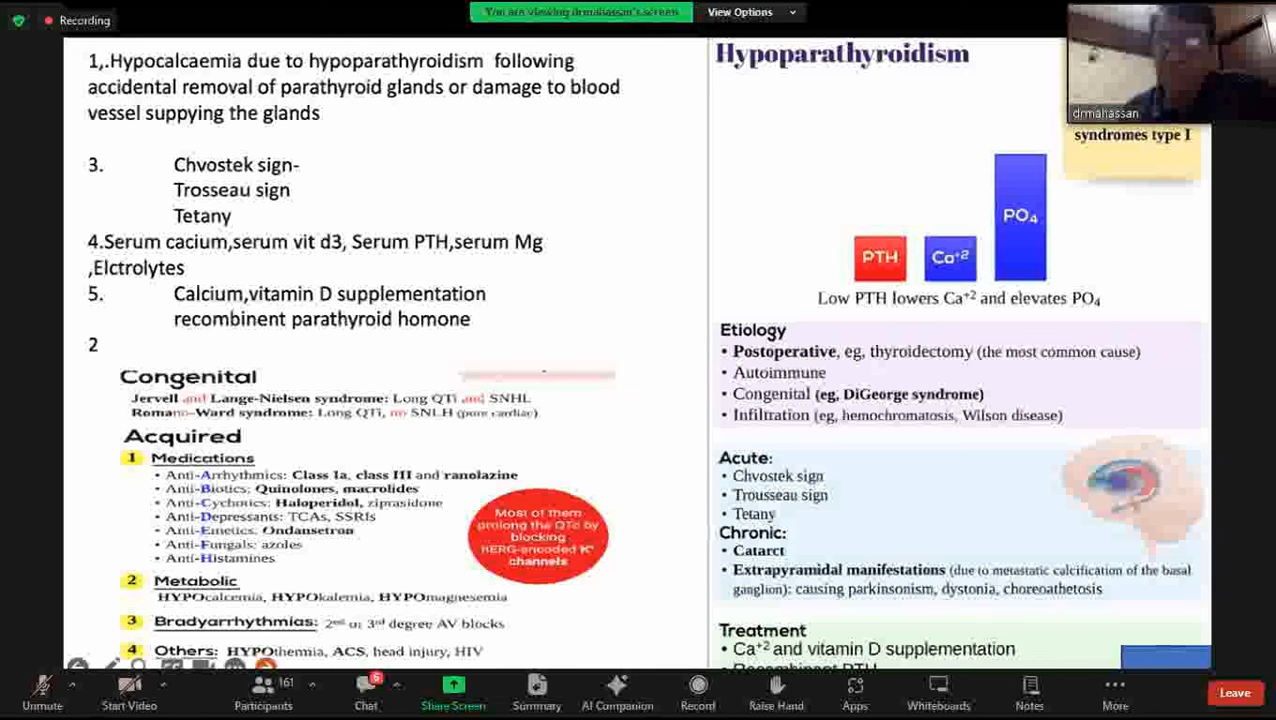 Recording
You are viewing drmahassan's screen
View Options
1,.Hypocalcaemia due to hypoparathyroidism following
accidental removal of parathyroid glands or damage to blood
vessel suppying the glands
3. Chvostek sign-
Trosseau sign
Tetany
4.Serum cacium,serum vit d3, Serum PTH,serum Mg
,Elctrolytes
5. Calcium,vitamin D supplementation
recombinent parathyroid homone
2
Congenital
Jervell and Lange-Nielsen syndrome: Long QTi and SNHL
Romano-Ward syndrome: Long QTi, no SNLH (pure cardiac)
Acquired
1 Medications
• Anti-Arrhythmics: Class Ia, class III and ranolazine
• Anti-Biotics: Quinolones, macrolides
• Anti-Cychotics: Haloperidol, ziprasidone
• Anti-Depressants: TCAs, SSRIs
• Anti-Emetics: Ondansetron
• Anti-Fungals: azoles
• Anti-Histamines
Most of them
prolong the QTc by
blocking
HERG-encoded K⁺
channels
2 Metabolic
HYPOcalcemia, HYPOkalemia, HYPOmagnesemia
3 Bradyarrhythmias: 2nd or 3rd degree AV blocks
4 Others: HYPOthemia, ACS, head injury, HIV
Hypoparathyroidism
drmahassan
syndromes type I
PTH
Ca⁺²
PO₄
Low PTH lowers Ca⁺² and elevates PO₄
Etiology
• Postoperative, eg, thyroidectomy (the most common cause)
• Autoimmune
• Congenital (eg, DiGeorge syndrome)
• Infiltration (eg, hemochromatosis, Wilson disease)
Acute:
• Chvostek sign
• Trousseau sign
• Tetany
Chronic:
• Catarct
• Extrapyramidal manifestations (due to metastatic calcification of the basal
ganglion): causing parkinsonism, dystonia, choreoathetosis
Treatment
• Ca⁺² and vitamin D supplementation
• Recombinant PTH
Unmute
Start Video
161
Participants
6
Chat
Share Screen
Summary
AI Companion
Record
Raise Hand
Apps
Whiteboards
Notes
More
Leave